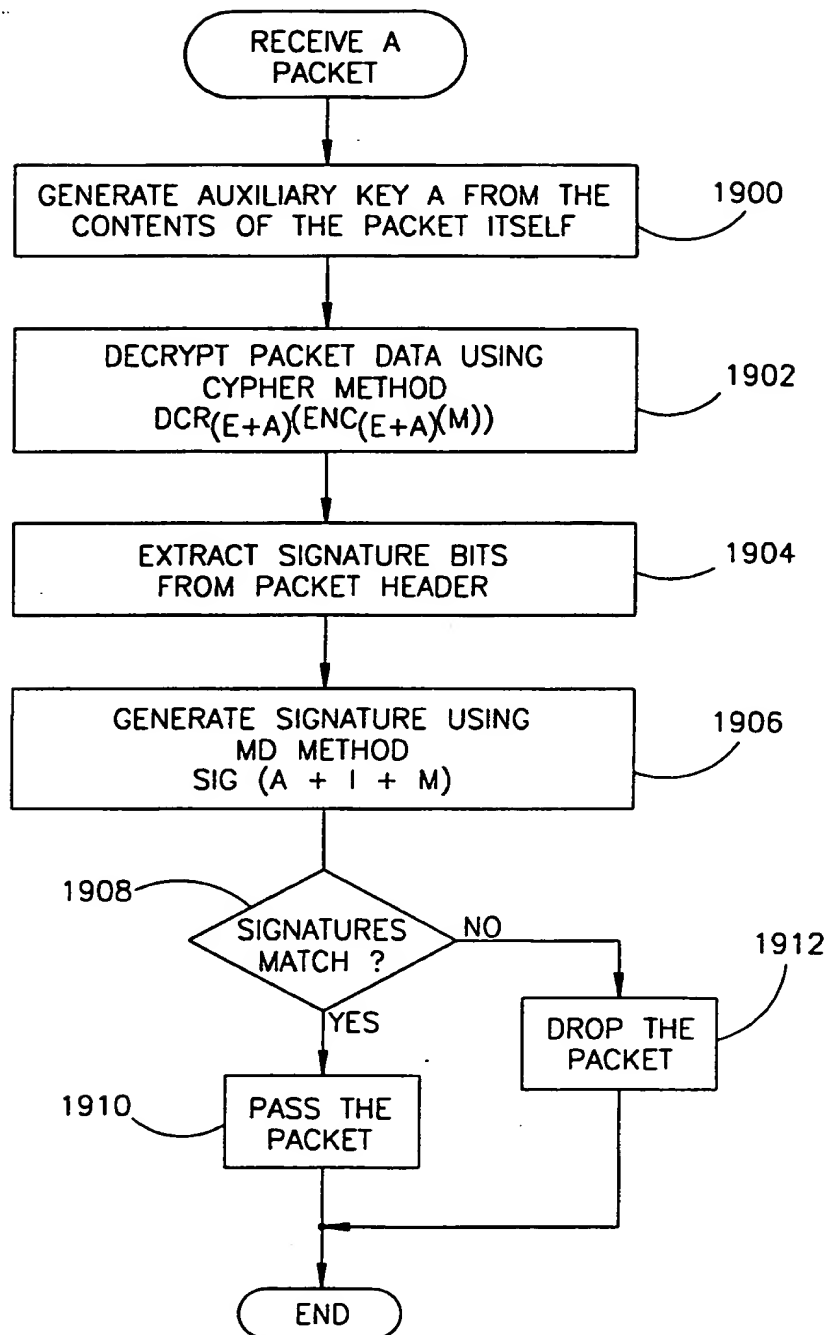 RECEIVE A
PACKET
GENERATE AUXILIARY KEY A FROM THE
CONTENTS OF THE PACKET ITSELF
1900
DECRYPT PACKET DATA USING
CYPHER METHOD
DCR(E+A)(ENC(E+A)(M))
1902
EXTRACT SIGNATURE BITS
FROM PACKET HEADER
1904
GENERATE SIGNATURE USING
MD METHOD
SIG (A + I + M)
1906
1908
SIGNATURES
MATCH ?
NO
YES
1912
DROP THE
PACKET
1910
PASS THE
PACKET
END